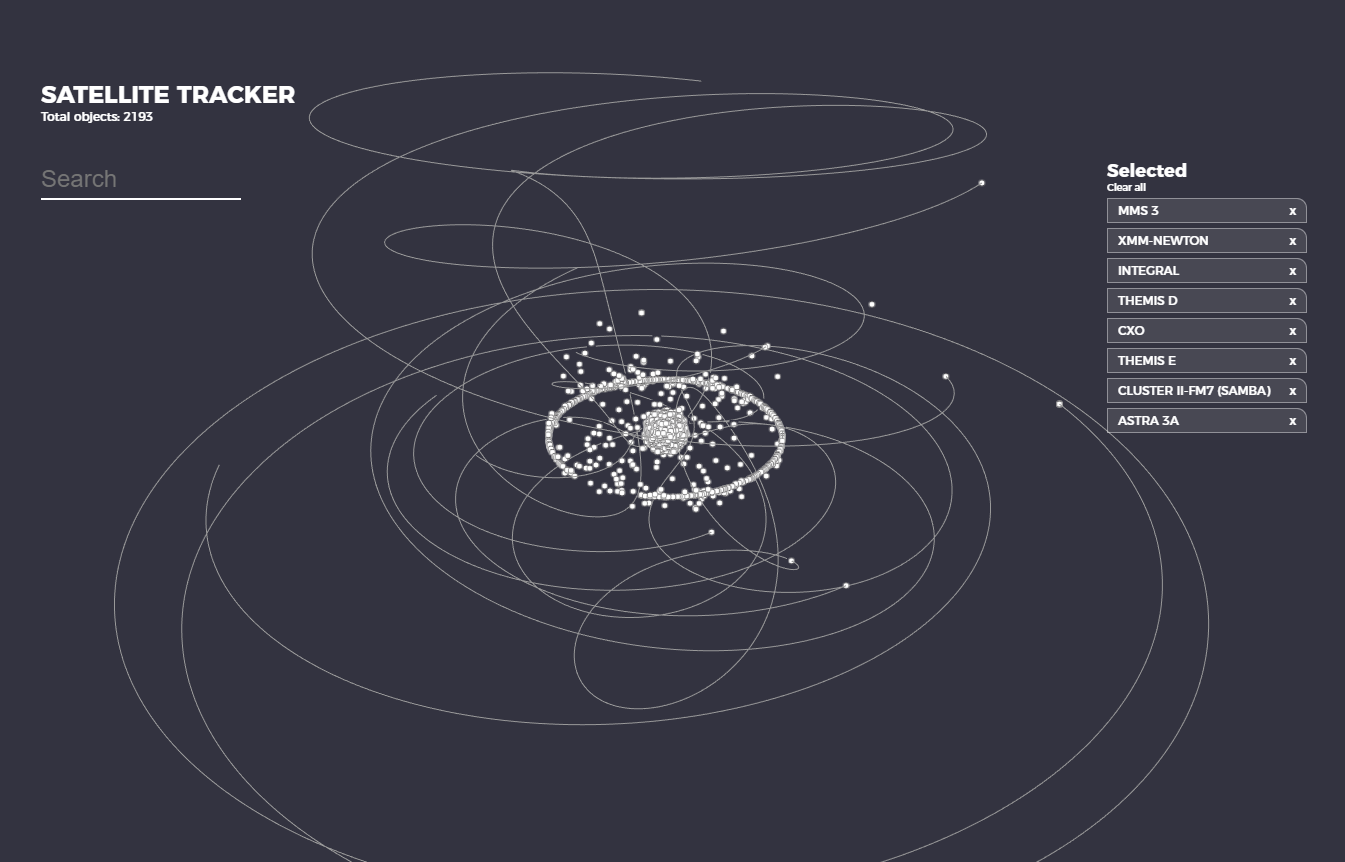 SATELLITE TRACKER
Total objects: 2193
Search
Selected
Clear all
MMS 3 x
XMM-NEWTON x
INTEGRAL x
THEMIS D x
CXO x
THEMIS E x
CLUSTER II-FM7 (SAMBA) x
ASTRA 3A x